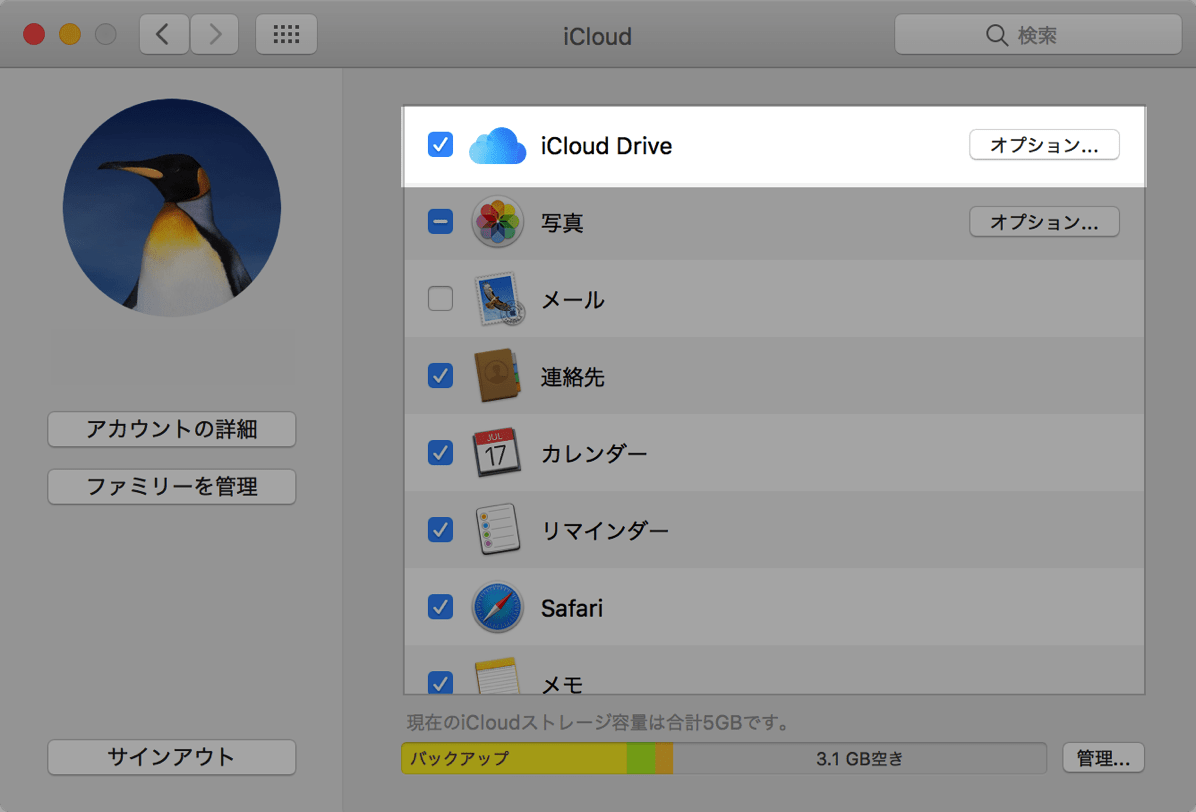 iCloud
検索
iCloud Drive
オプション...
写真
オプション...
メール
連絡先
JUL
17
カレンダー
リマインダー
Safari
メモ
アカウントの詳細
ファミリーを管理
サインアウト
現在のiCloudストレージ容量は合計5GBです。
バックアップ
3.1 GB空き
管理...